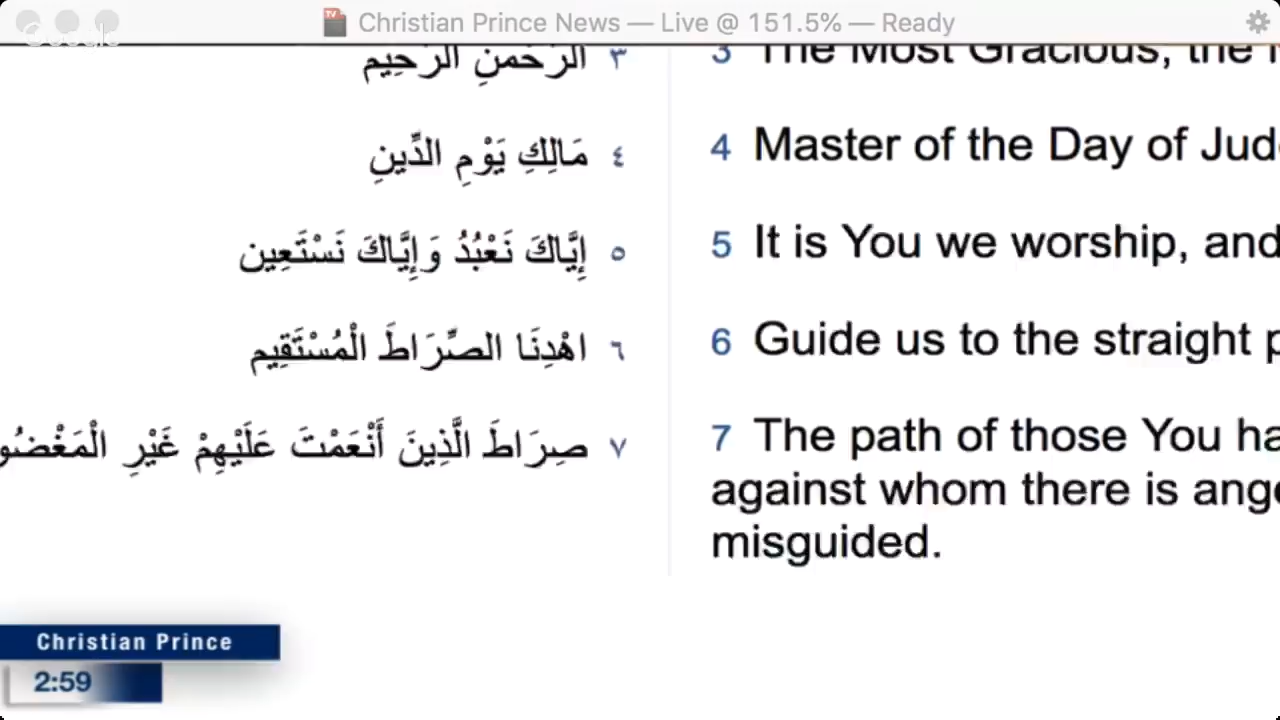 Christian Prince News — Live @ 151.5% — Ready
Google
٣ الرَّحْمَنِ الرَّحِيم
3 The Most Gracious, the
٤ مَالِكِ يَوْمِ الدِّينِ
4 Master of the Day of Jud
٥ إِيَّاكَ نَعْبُدُ وَإِيَّاكَ نَسْتَعِين
5 It is You we worship, and
٦ اهْدِنَا الصِّرَاطَ الْمُسْتَقِيم
6 Guide us to the straight p
٧ صِرَاطَ الَّذِينَ أَنْعَمْتَ عَلَيْهِمْ غَيْرِ الْمَغْضُو
7 The path of those You ha
against whom there is ange
misguided.
Christian Prince
2:59